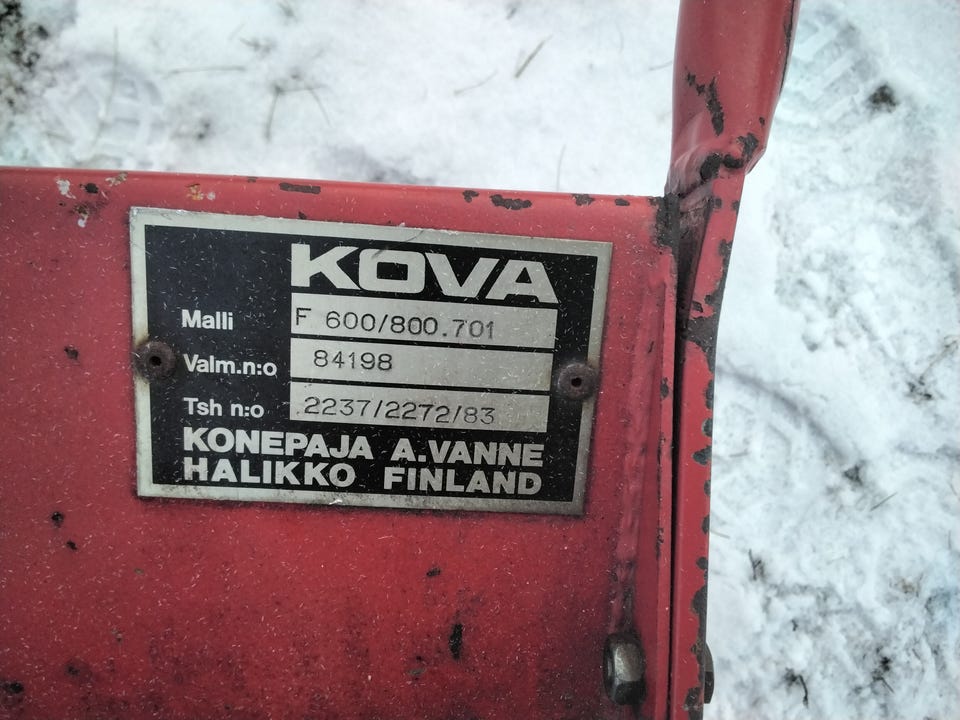 KOVA
Malli F 600/800.701
Valm.n:o 84198
Tsh n:o 2237/2272/83
KONEPAJA A.VANNE
HALIKKO FINLAND